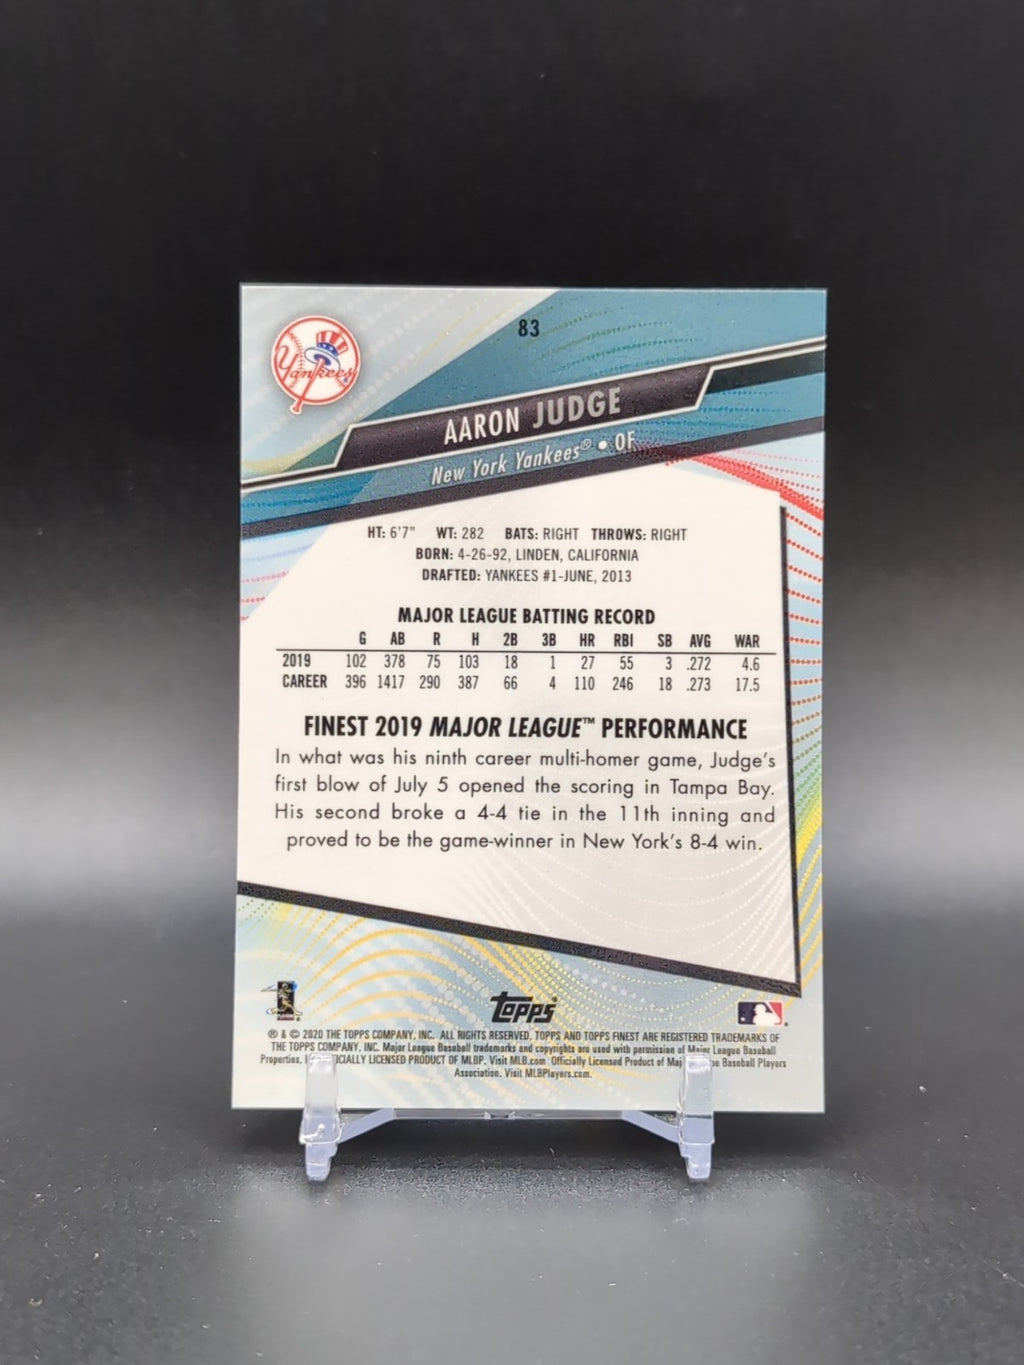 83
Yankees
AARON JUDGE
New York Yankees® • OF
HT: 6'7" WT: 282 BATS: RIGHT THROWS: RIGHT
BORN: 4-26-92, LINDEN, CALIFORNIA
DRAFTED: YANKEES #1-JUNE, 2013
MAJOR LEAGUE BATTING RECORD
G AB R H 2B 3B HR RBI SB AVG WAR
2019 102 378 75 103 18 1 27 55 3 .272 4.6
CAREER 396 1417 290 387 66 4 110 246 18 .273 17.5
FINEST 2019 MAJOR LEAGUE™ PERFORMANCE
In what was his ninth career multi-homer game, Judge's
first blow of July 5 opened the scoring in Tampa Bay.
His second broke a 4-4 tie in the 11th inning and
proved to be the game-winner in New York's 8-4 win.
topps
® & © 2020 THE TOPPS COMPANY, INC. ALL RIGHTS RESERVED. TOPPS AND TOPPS FINEST ARE REGISTERED TRADEMARKS OF
THE TOPPS COMPANY, INC. Major League Baseball trademarks and copyrights are used with permission of Major League Baseball
Properties, ICIALLY LICENSED PRODUCT OF MLBP. Visit MLB.com Officially Licensed Product of Maj Baseball Players
Association. Visit MLBPlayers.com.